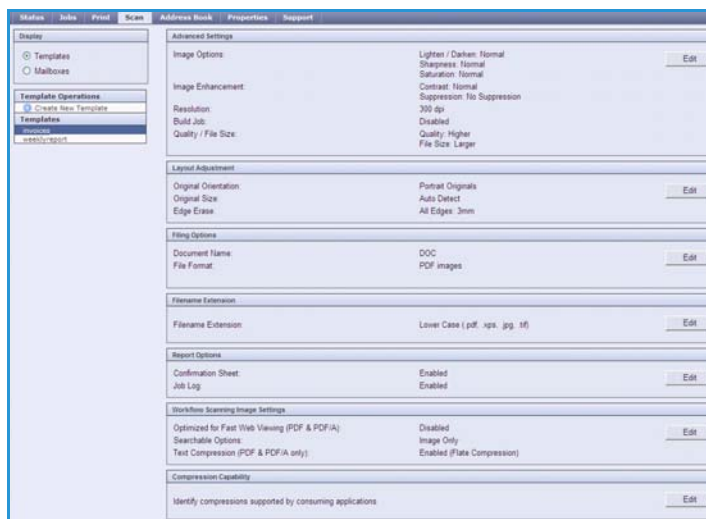 Status Jobs Print Scan Address Book Properties Support
Display
Templates
Mailboxes
Template Operations
Create New Template
Templates
invoices
weeklyreport
Advanced Settings
Image Options: Lighten / Darken: Normal Edit
Sharpness: Normal
Saturation: Normal
Image Enhancement: Contrast: Normal
Suppression: No Suppression
Resolution: 300 dpi
Build Job: Disabled
Quality / File Size: Quality: Higher
File Size: Larger
Layout Adjustment
Original Orientation: Portrait Originals Edit
Original Size: Auto Detect
Edge Erase: All Edges: 3mm
Filing Options
Document Name: DOC Edit
File Format: PDF images
Filename Extension
Filename Extension: Lower Case (.pdf, .xps, .jpg, .tif) Edit
Report Options
Confirmation Sheet: Enabled Edit
Job Log: Enabled
Workflow Scanning Image Settings
Optimized for Fast Web Viewing (PDF & PDF/A): Disabled Edit
Searchable Options: Image Only
Text Compression (PDF & PDF/A only): Enabled (Flate Compression)
Compression Capability
Identify compressions supported by consuming applications Edit